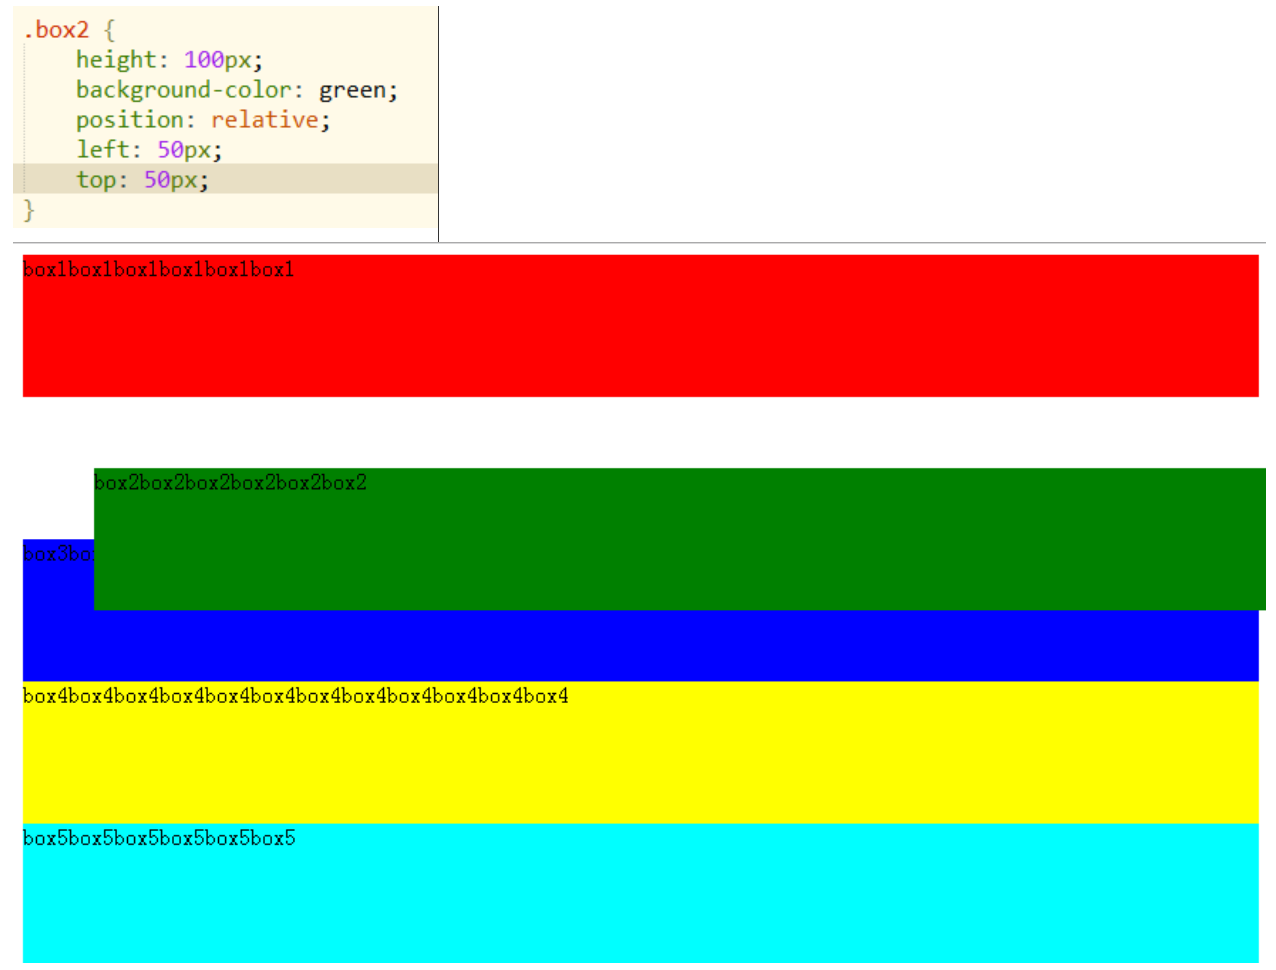 .box2 {
height: 100px;
background-color: green;
position: relative;
left: 50px;
top: 50px;
}
box1box1box1box1box1box1
box2box2box2box2box2box2
box3bo
box4box4box4box4box4box4box4box4box4box4box4box4
box5box5box5box5box5box5